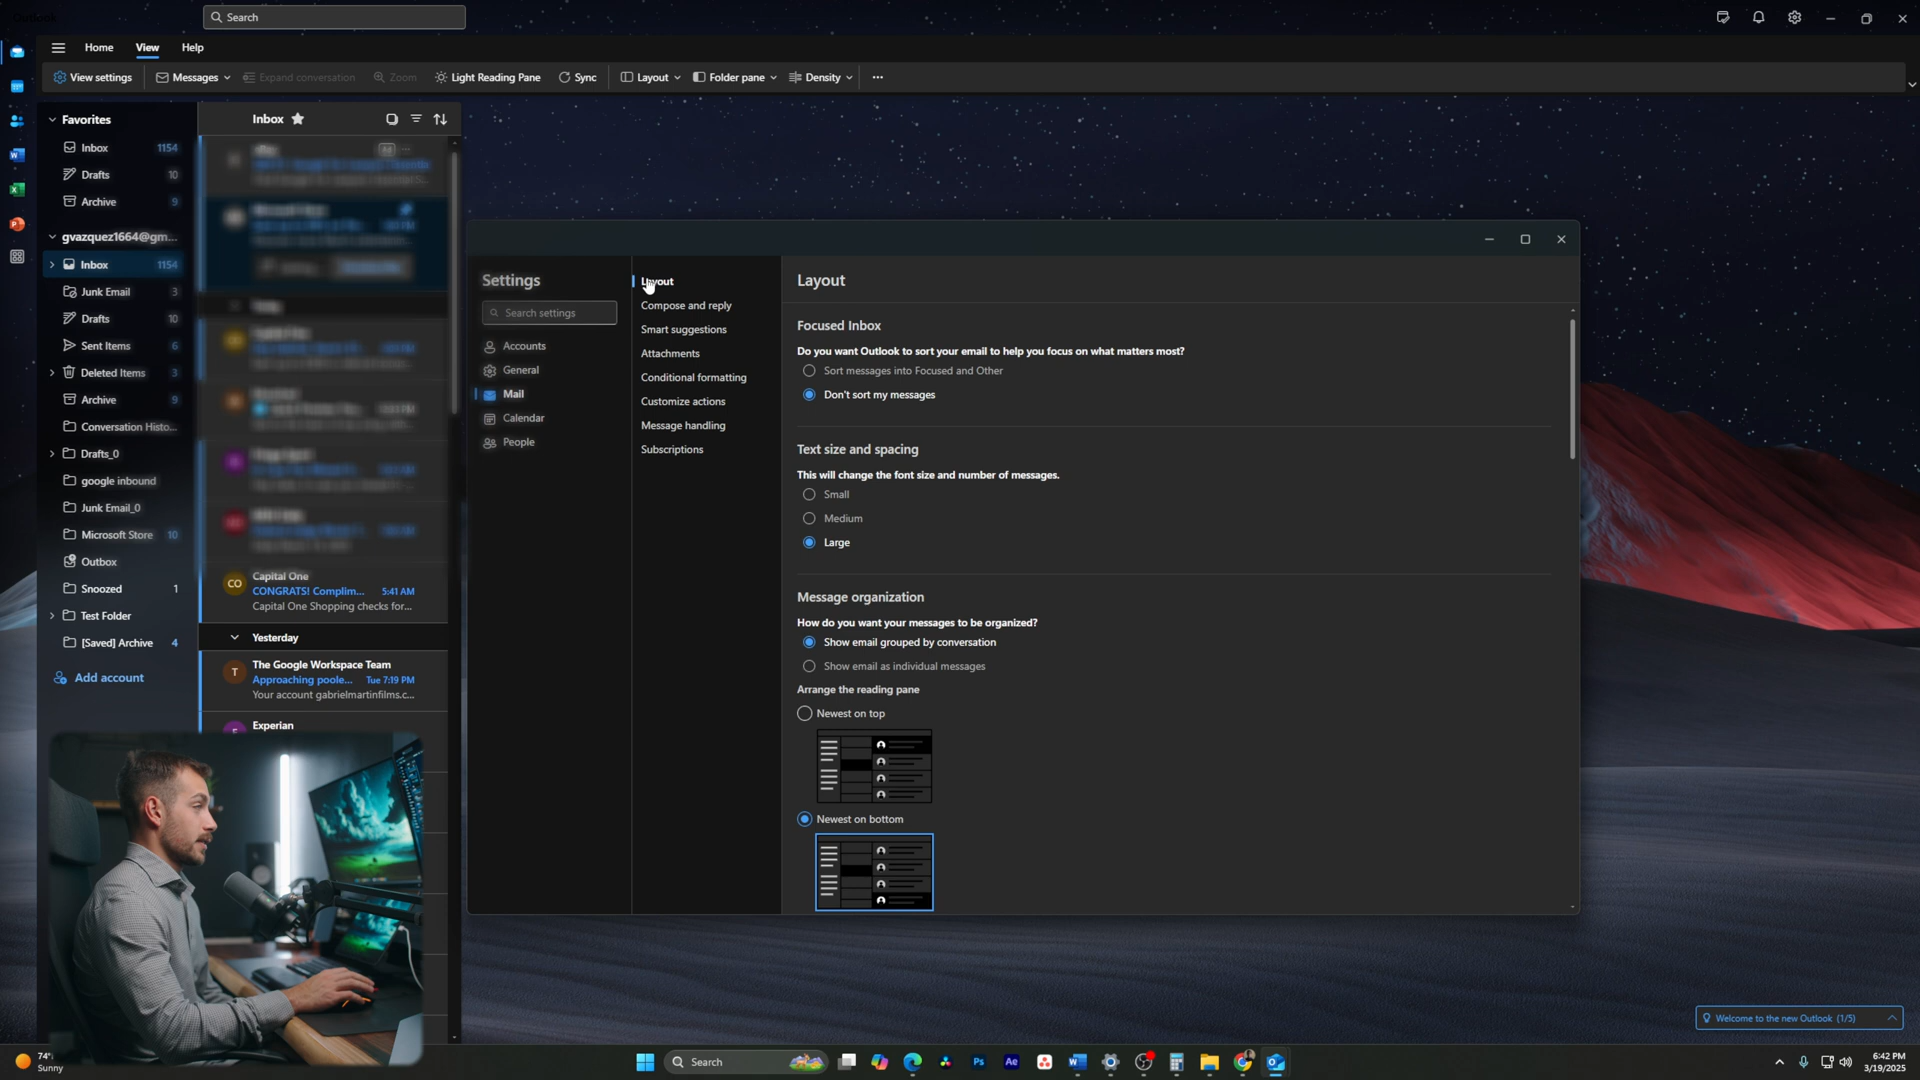 Outlook
Search
Home
View
Help
View settings
Messages
Expand conversation
Zoom
Light Reading Pane
Sync
Layout
Folder pane
Density
Favorites
Inbox 1154
Drafts 10
Archive 9
gvazquez1664@gm...
Inbox 1154
Junk Email 3
Drafts 10
Sent Items 6
Deleted Items 3
Archive 9
Conversation Histo...
Drafts_0
google inbound
Junk Email_0
Microsoft Store 10
Outbox
Snoozed 1
Test Folder
[Saved] Archive 4
Add account
Inbox
CO
Capital One
CONGRATS! Complim... 5:41 AM
Capital One Shopping checks for...
Yesterday
T
The Google Workspace Team
Approaching poole... Tue 7:19 PM
Your account gabrielmartinfilms.c...
Experian
Settings
Search settings
Accounts
General
Mail
Calendar
People
Layout
Compose and reply
Smart suggestions
Attachments
Conditional formatting
Customize actions
Message handling
Subscriptions
Layout
Focused Inbox
Do you want Outlook to sort your email to help you focus on what matters most?
Sort messages into Focused and Other
Don't sort my messages
Text size and spacing
This will change the font size and number of messages.
Small
Medium
Large
Message organization
How do you want your messages to be organized?
Show email grouped by conversation
Show email as individual messages
Arrange the reading pane
Newest on top
Newest on bottom
Welcome to the new Outlook (1/5)
74°
Sunny
Search
Ps
Ae
6:42 PM
3/19/2025